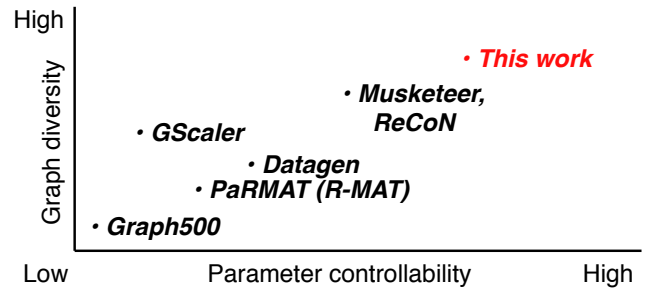 High
• This work
• Musketeer,
ReCoN
• GScaler
• Datagen
• PaRMAT (R-MAT)
• Graph500
Graph diversity
Low
Parameter controllability
High